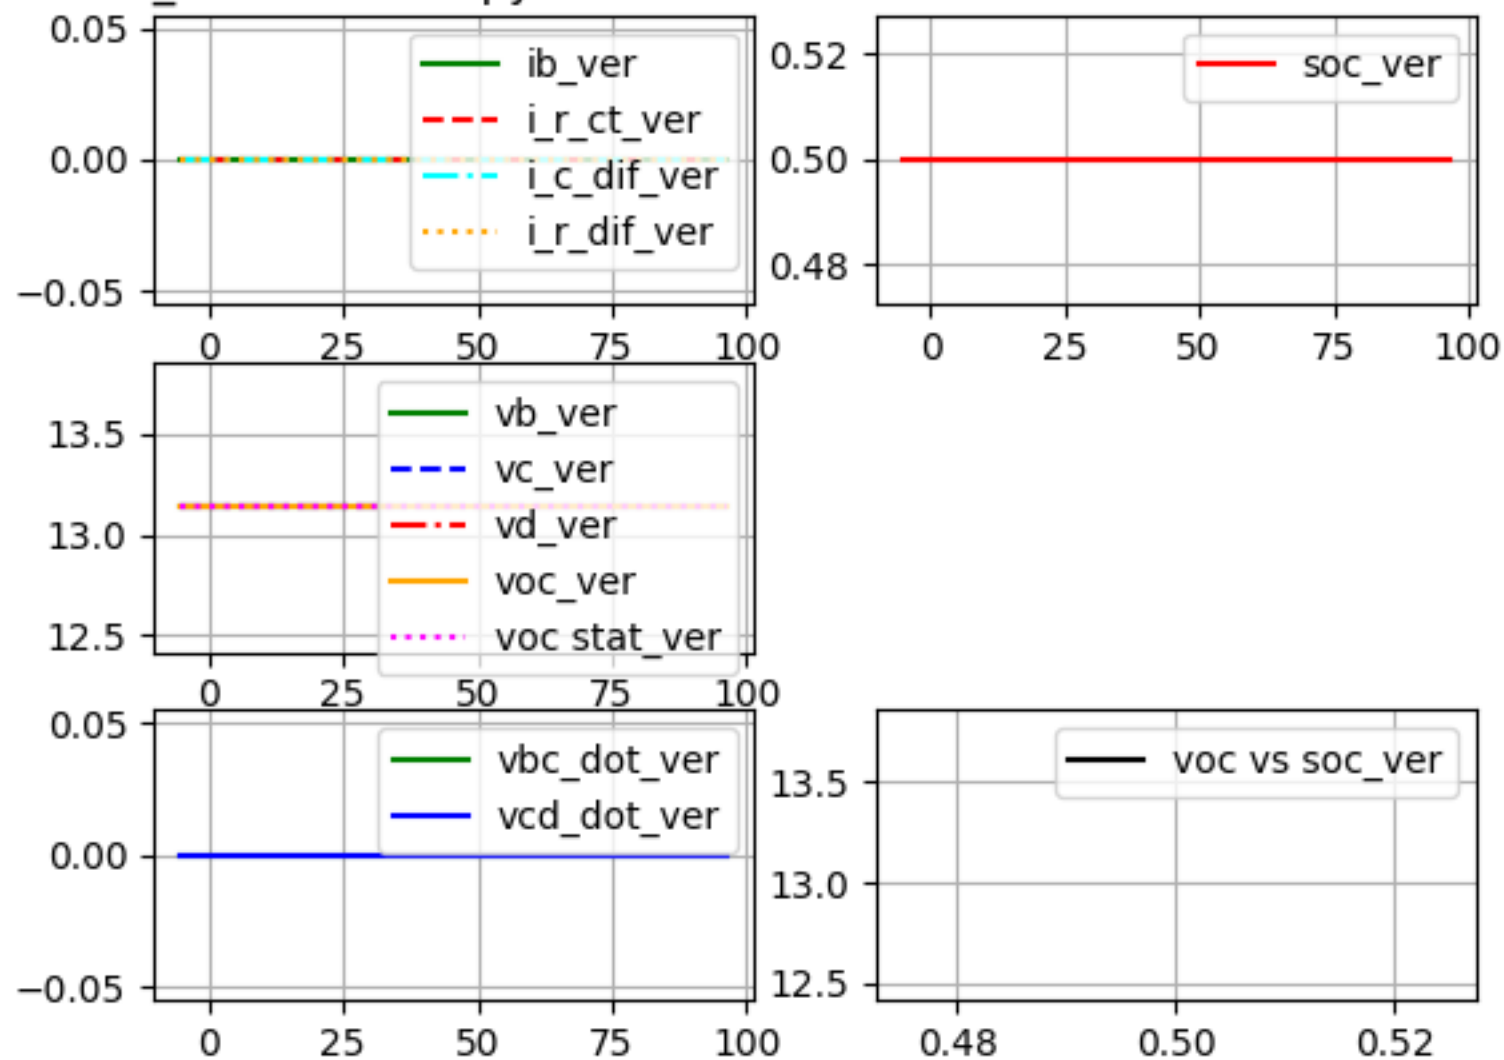 0.05
0.00
−0.05
ib_ver
i_r_ct_ver
i_c_dif_ver
i_r_dif_ver
0 25 50 75 100
0.52
0.50
0.48
soc_ver
0 25 50 75 100
13.5
13.0
12.5
vb_ver
vc_ver
vd_ver
voc_ver
voc stat_ver
0 25 50 75 100
0.05
0.00
−0.05
vbc_dot_ver
vcd_dot_ver
0 25 50 75 100
13.5
13.0
12.5
voc vs soc_ver
0.48 0.50 0.52